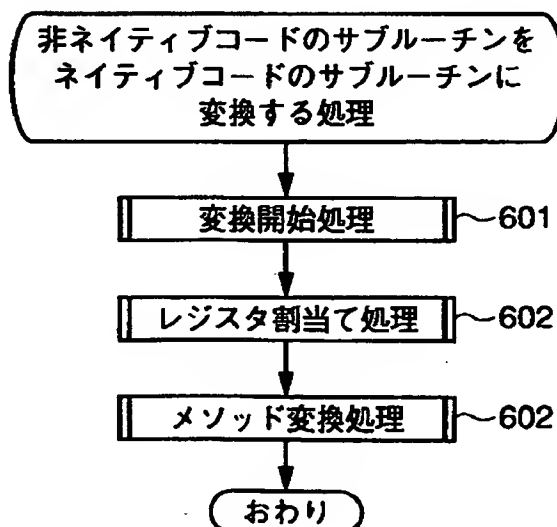 非ネイティブコードのサブルーチンを
ネイティブコードのサブルーチンに
変換する処理
変換開始処理 601
レジスタ割当て処理 602
メソッド変換処理 602
おわり